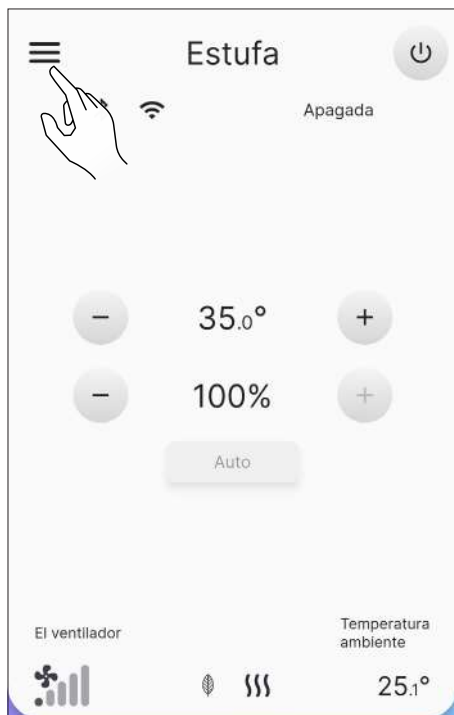 Estufa
Apagada
35.0°
100%
Auto
El ventilador
Temperatura
ambiente
25.1°